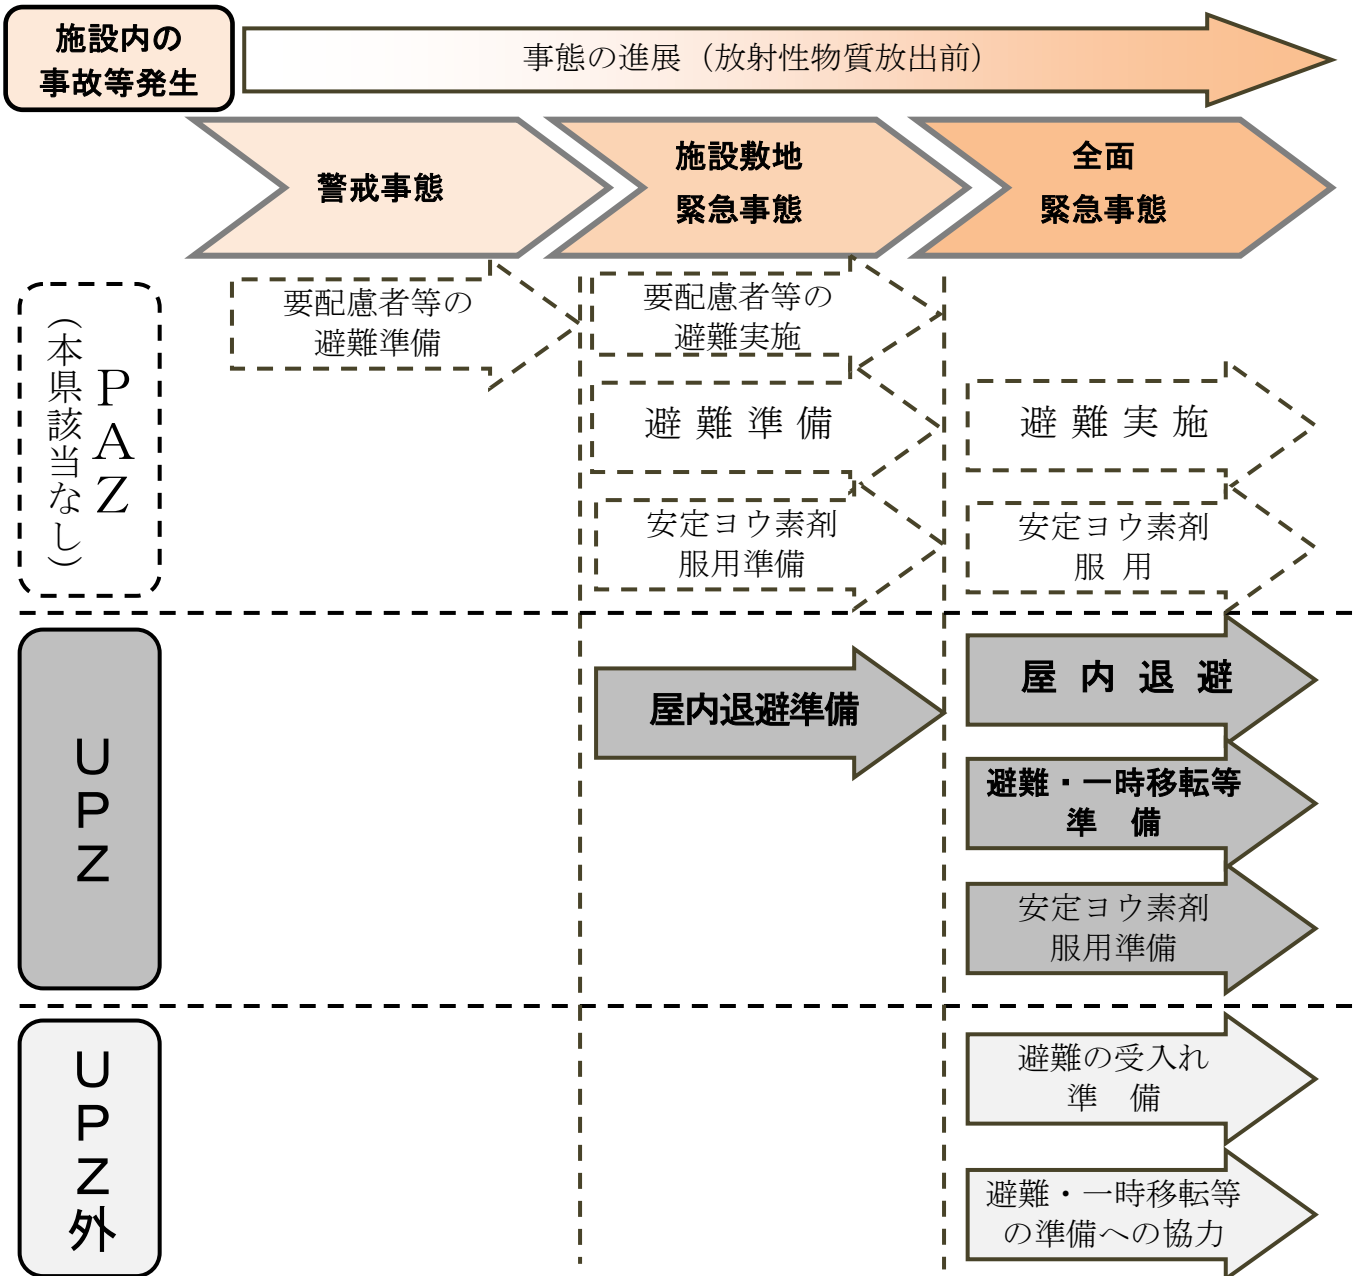 施設内の
事故等発生
事態の進展（放射性物質放出前）
警戒事態
施設敷地
緊急事態
全面
緊急事態
ＰＡＺ
（本県該当なし）
要配慮者等の
避難準備
要配慮者等の
避難実施
避難準備
安定ヨウ素剤
服用準備
避難実施
安定ヨウ素剤
服用
ＵＰＺ
屋内退避準備
屋内退避
避難・一時移転等
準　備
安定ヨウ素剤
服用準備
ＵＰＺ外
避難の受入れ
準　備
避難・一時移転等
の準備への協力